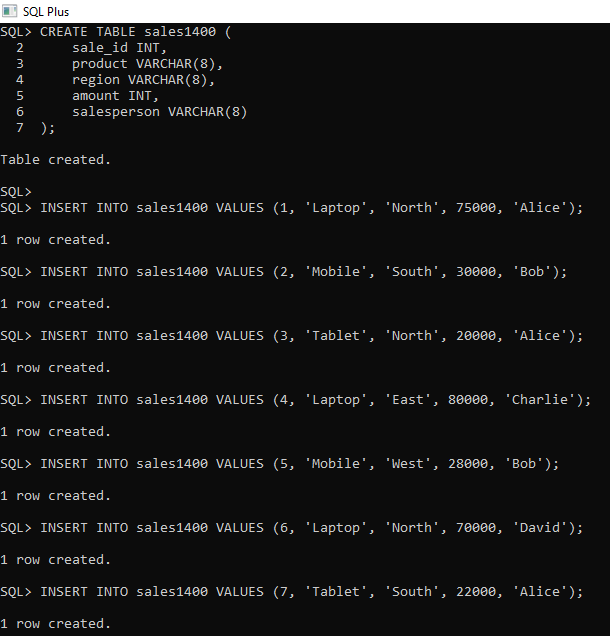 SQL Plus
SQL> CREATE TABLE sales1400 (
  2      sale_id INT,
  3      product VARCHAR(8),
  4      region VARCHAR(8),
  5      amount INT,
  6      salesperson VARCHAR(8)
  7  );
Table created.
SQL>
SQL> INSERT INTO sales1400 VALUES (1, 'Laptop', 'North', 75000, 'Alice');
1 row created.
SQL> INSERT INTO sales1400 VALUES (2, 'Mobile', 'South', 30000, 'Bob');
1 row created.
SQL> INSERT INTO sales1400 VALUES (3, 'Tablet', 'North', 20000, 'Alice');
1 row created.
SQL> INSERT INTO sales1400 VALUES (4, 'Laptop', 'East', 80000, 'Charlie');
1 row created.
SQL> INSERT INTO sales1400 VALUES (5, 'Mobile', 'West', 28000, 'Bob');
1 row created.
SQL> INSERT INTO sales1400 VALUES (6, 'Laptop', 'North', 70000, 'David');
1 row created.
SQL> INSERT INTO sales1400 VALUES (7, 'Tablet', 'South', 22000, 'Alice');
1 row created.